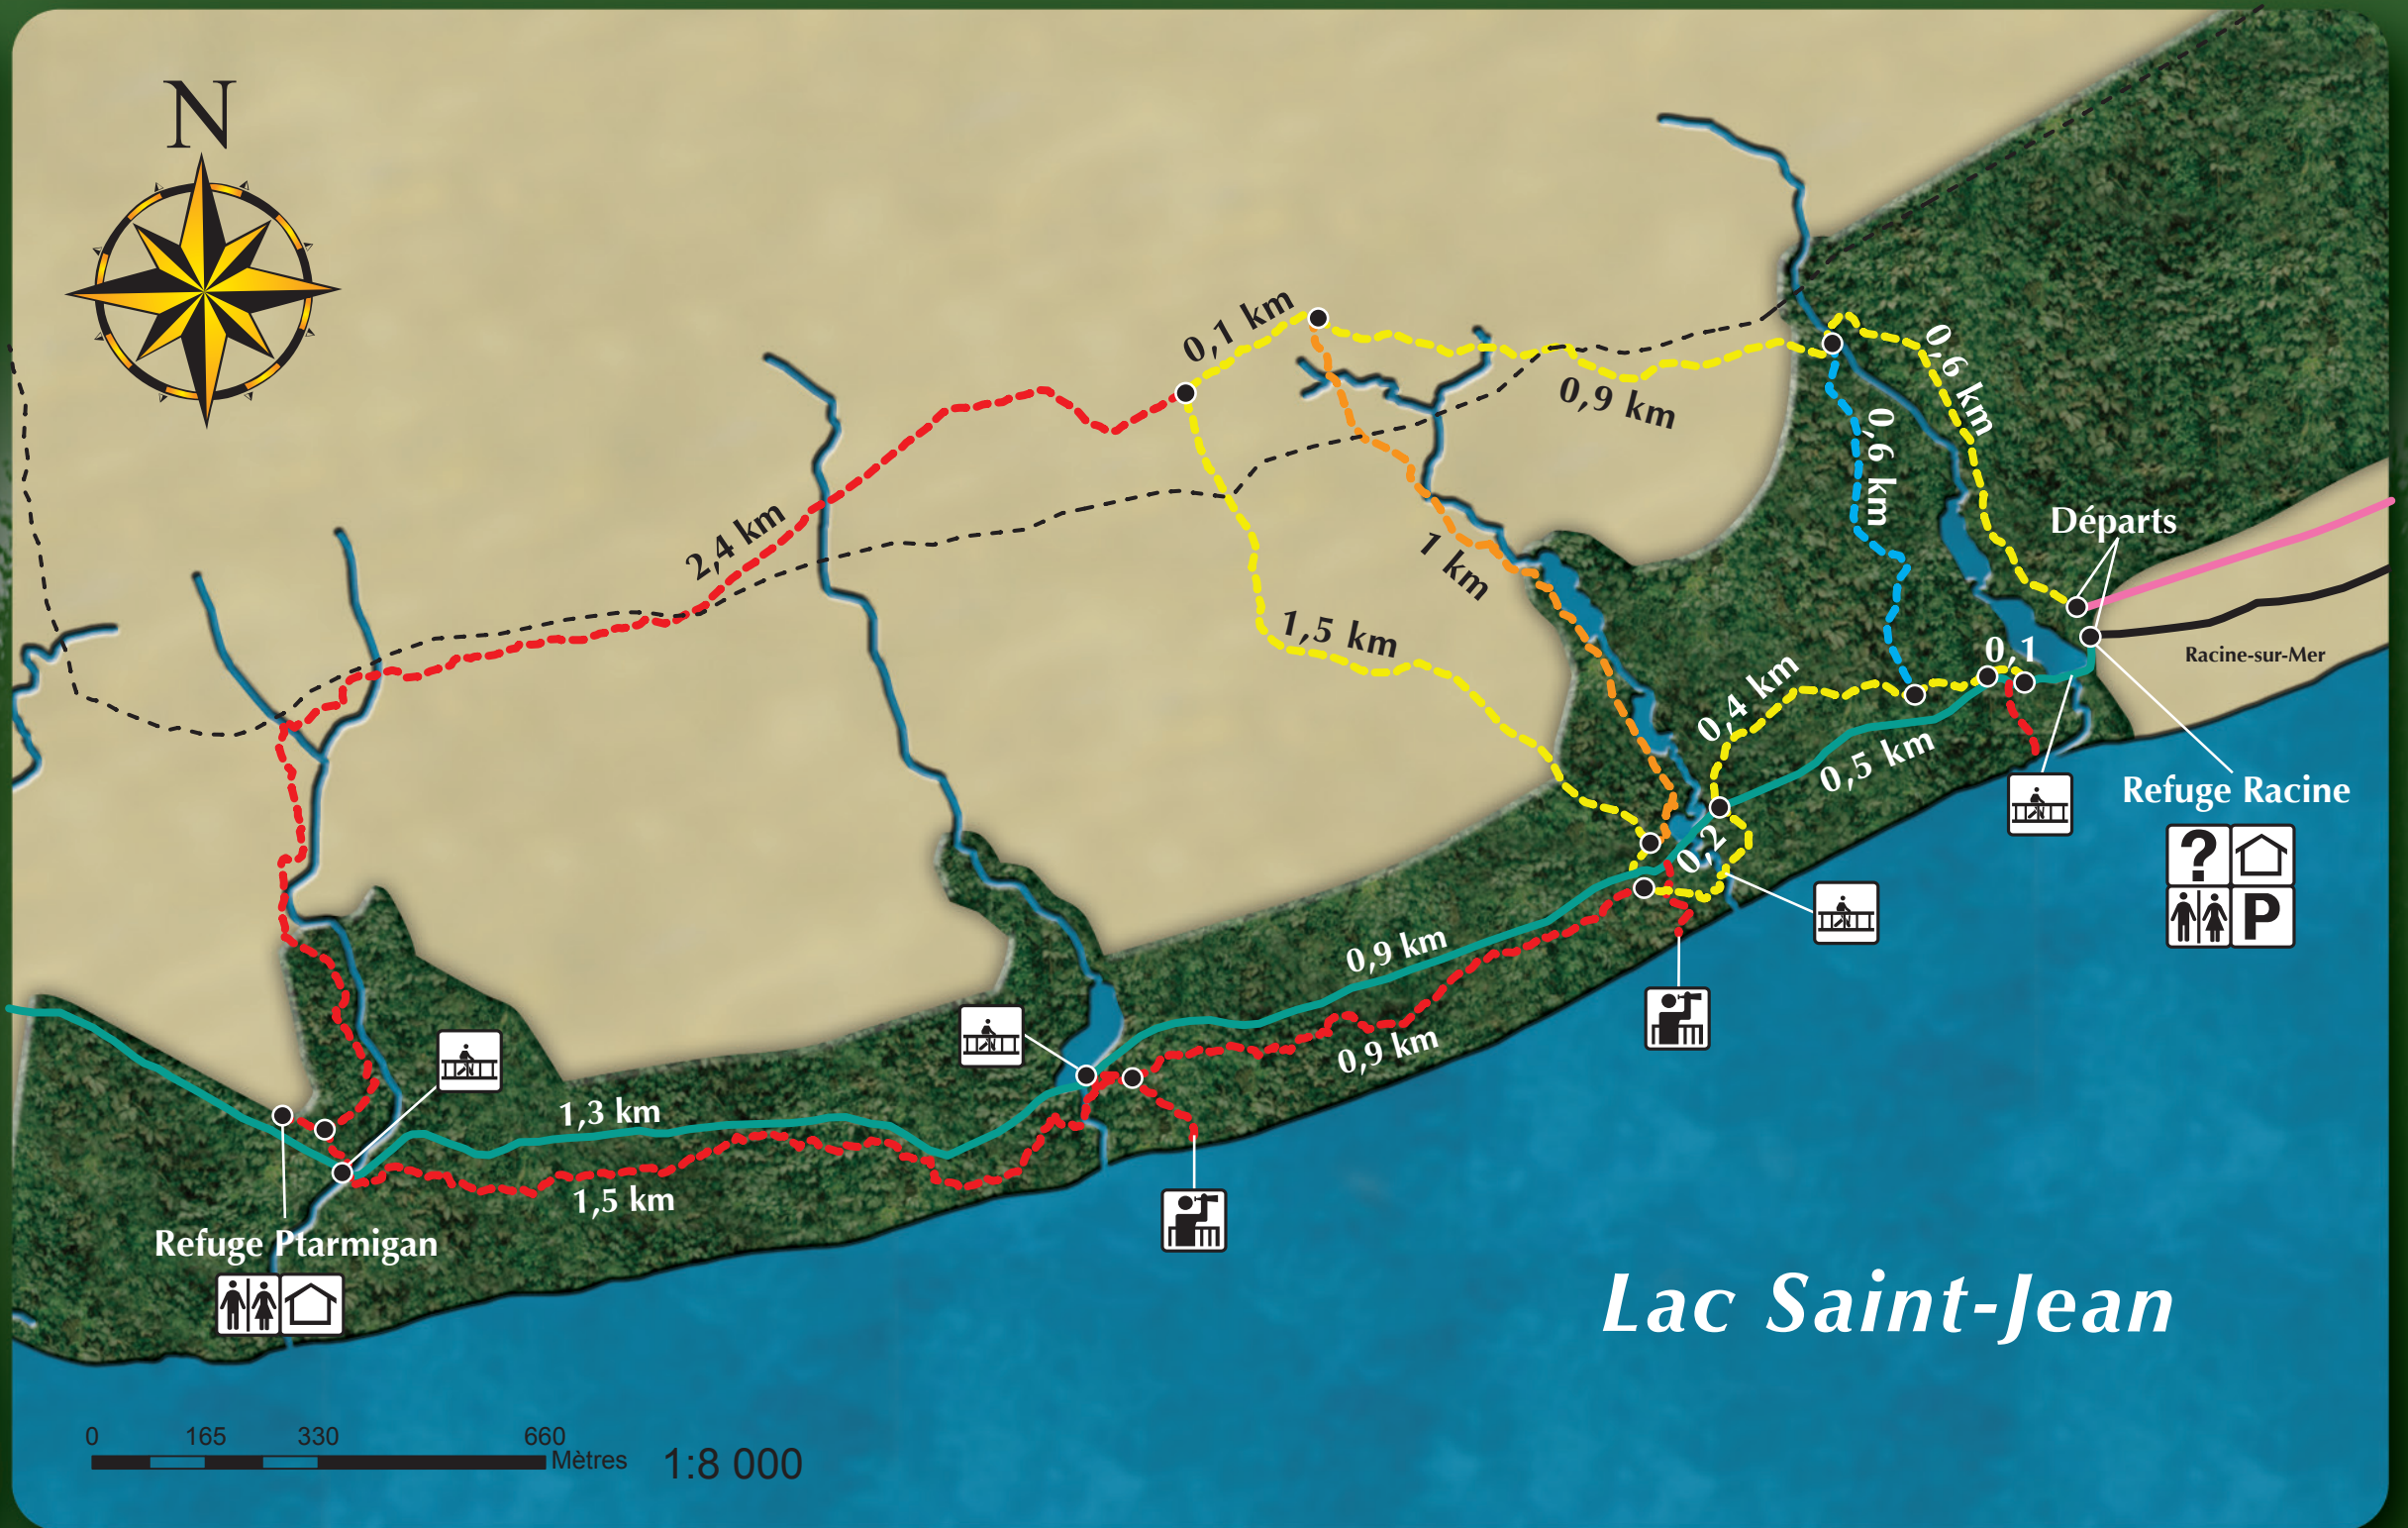 N
0,1 km
0,9 km
0,6 km
0,6 km
2,4 km
1 km
Départs
1,5 km
0,1
Racine-sur-Mer
0,4 km
0,5 km
Refuge Racine
?
P
0,2
0,9 km
0,9 km
1,3 km
1,5 km
Refuge Ptarmigan
Lac Saint-Jean
0 165 330 660
Mètres
1:8 000